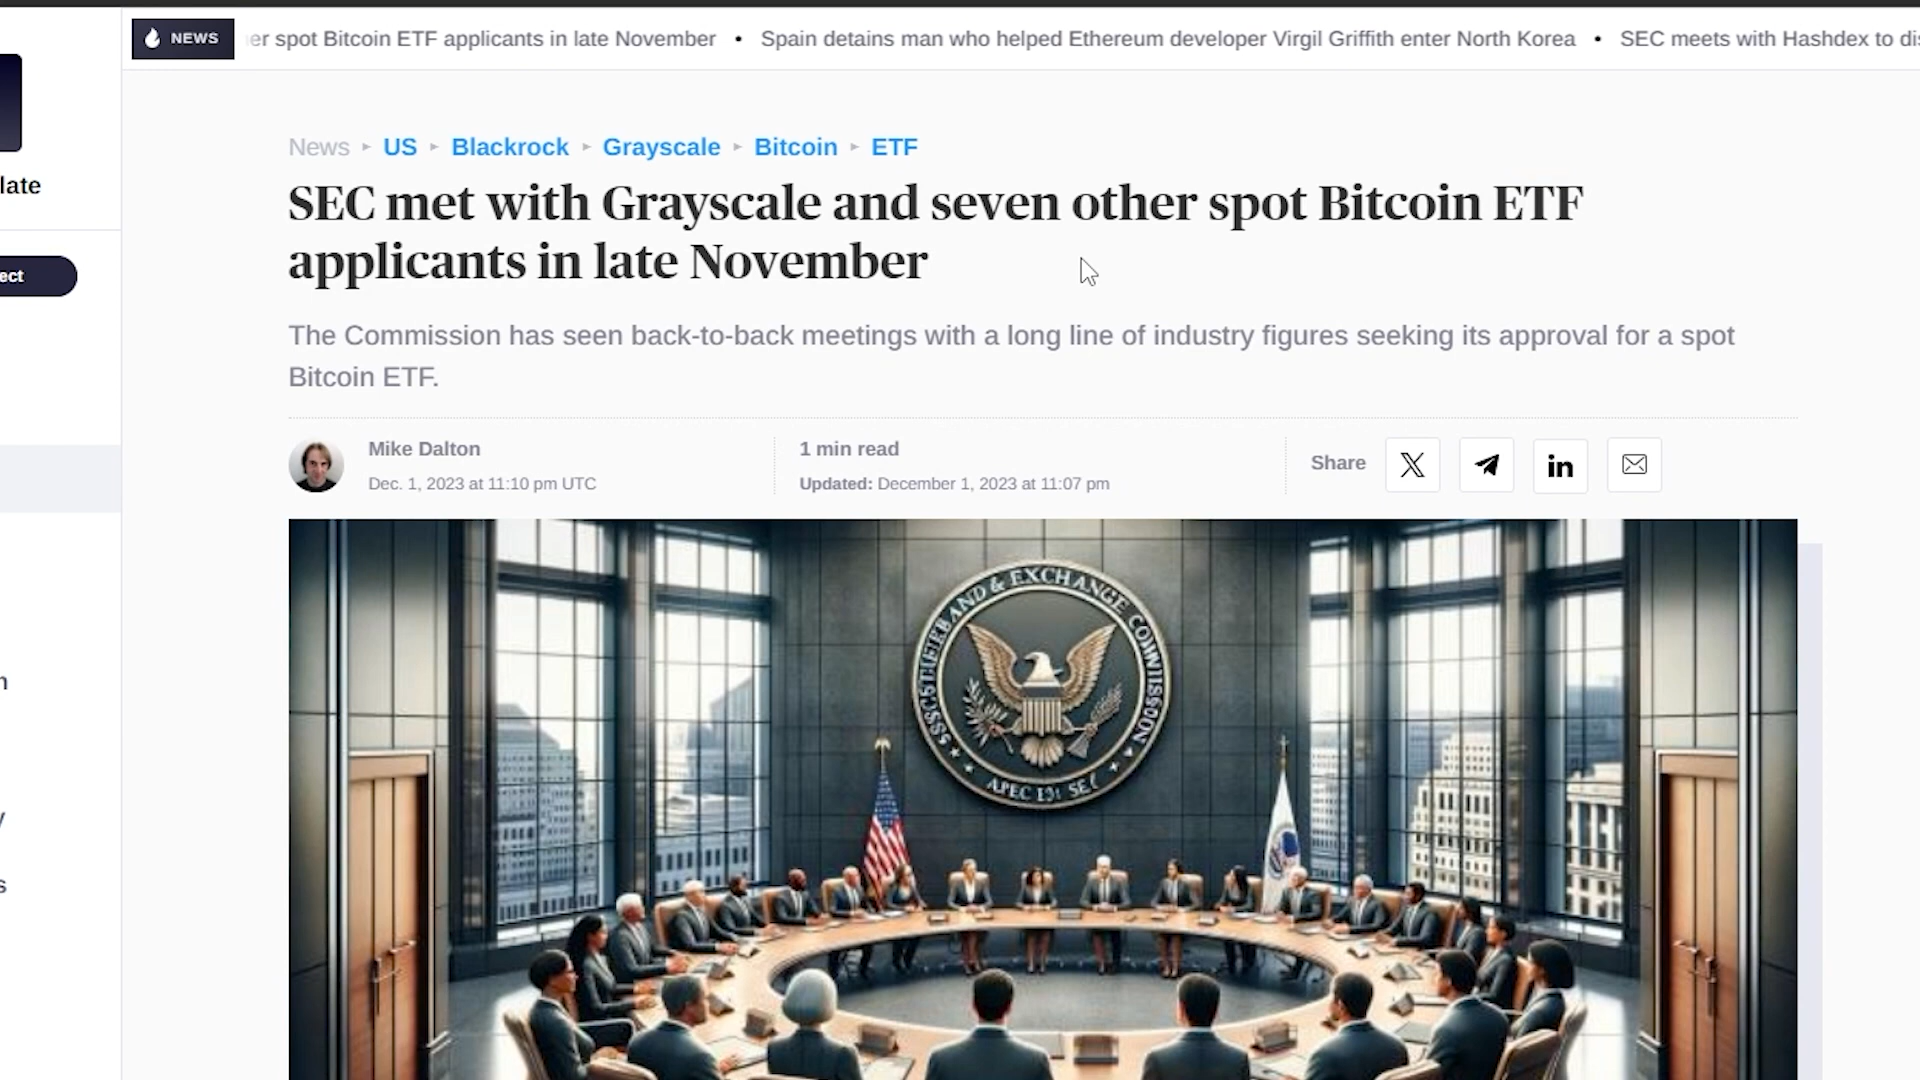 NEWS
er spot Bitcoin ETF applicants in late November • Spain detains man who helped Ethereum developer Virgil Griffith enter North Korea • SEC meets with Hashdex to dis
late
ect
News ▸ US ▸ Blackrock ▸ Grayscale ▸ Bitcoin ▸ ETF
SEC met with Grayscale and seven other spot Bitcoin ETF
applicants in late November
The Commission has seen back-to-back meetings with a long line of industry figures seeking its approval for a spot
Bitcoin ETF.
Mike Dalton
Dec. 1, 2023 at 11:10 pm UTC
1 min read
Updated: December 1, 2023 at 11:07 pm
Share
AND & EXCHANGE